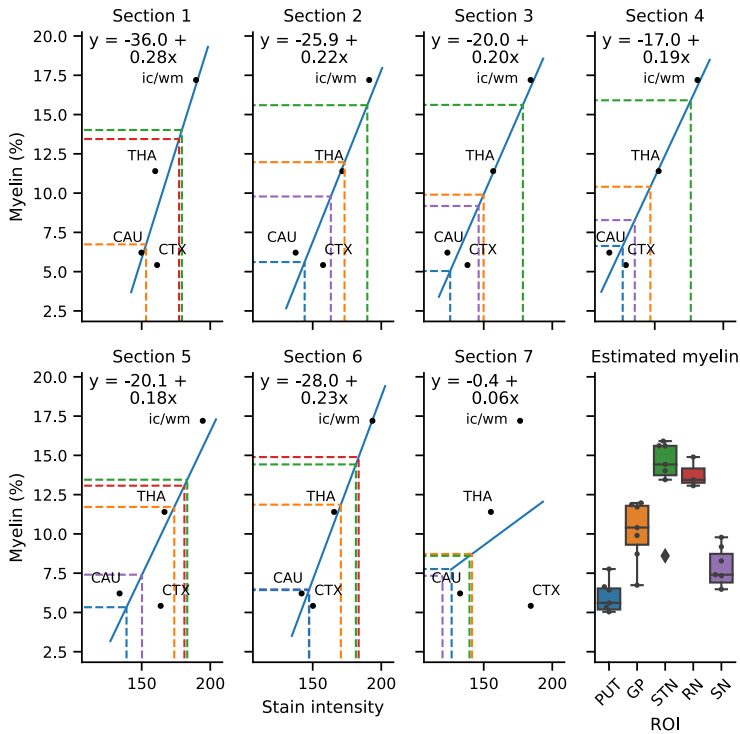 Section 1
Section 2
Section 3
Section 4
y = -36.0 +
0.28x
y = -25.9 +
0.22x
y = -20.0 +
0.20x
y = -17.0 +
0.19x
20.0
17.5
15.0
12.5
10.0
7.5
5.0
2.5
Myelin (%)
ic/wm
THA
CAU
CTX
150
200
ic/wm
THA
CAU
CTX
100
200
ic/wm
THA
CAU
CTX
150
ic/wm
THA
CAU
CTX
100
Section 5
Section 6
Section 7
Estimated myelin
y = -20.1 +
0.18x
y = -28.0 +
0.23x
y = -0.4 +
0.06x
20.0
17.5
15.0
12.5
10.0
7.5
5.0
2.5
Myelin (%)
ic/wm
THA
CAU
CTX
150
200
ic/wm
THA
CAU
CTX
100
200
Stain intensity
ic/wm
THA
CAU
CTX
150
PUT
GP
STN
RN
SN
ROI